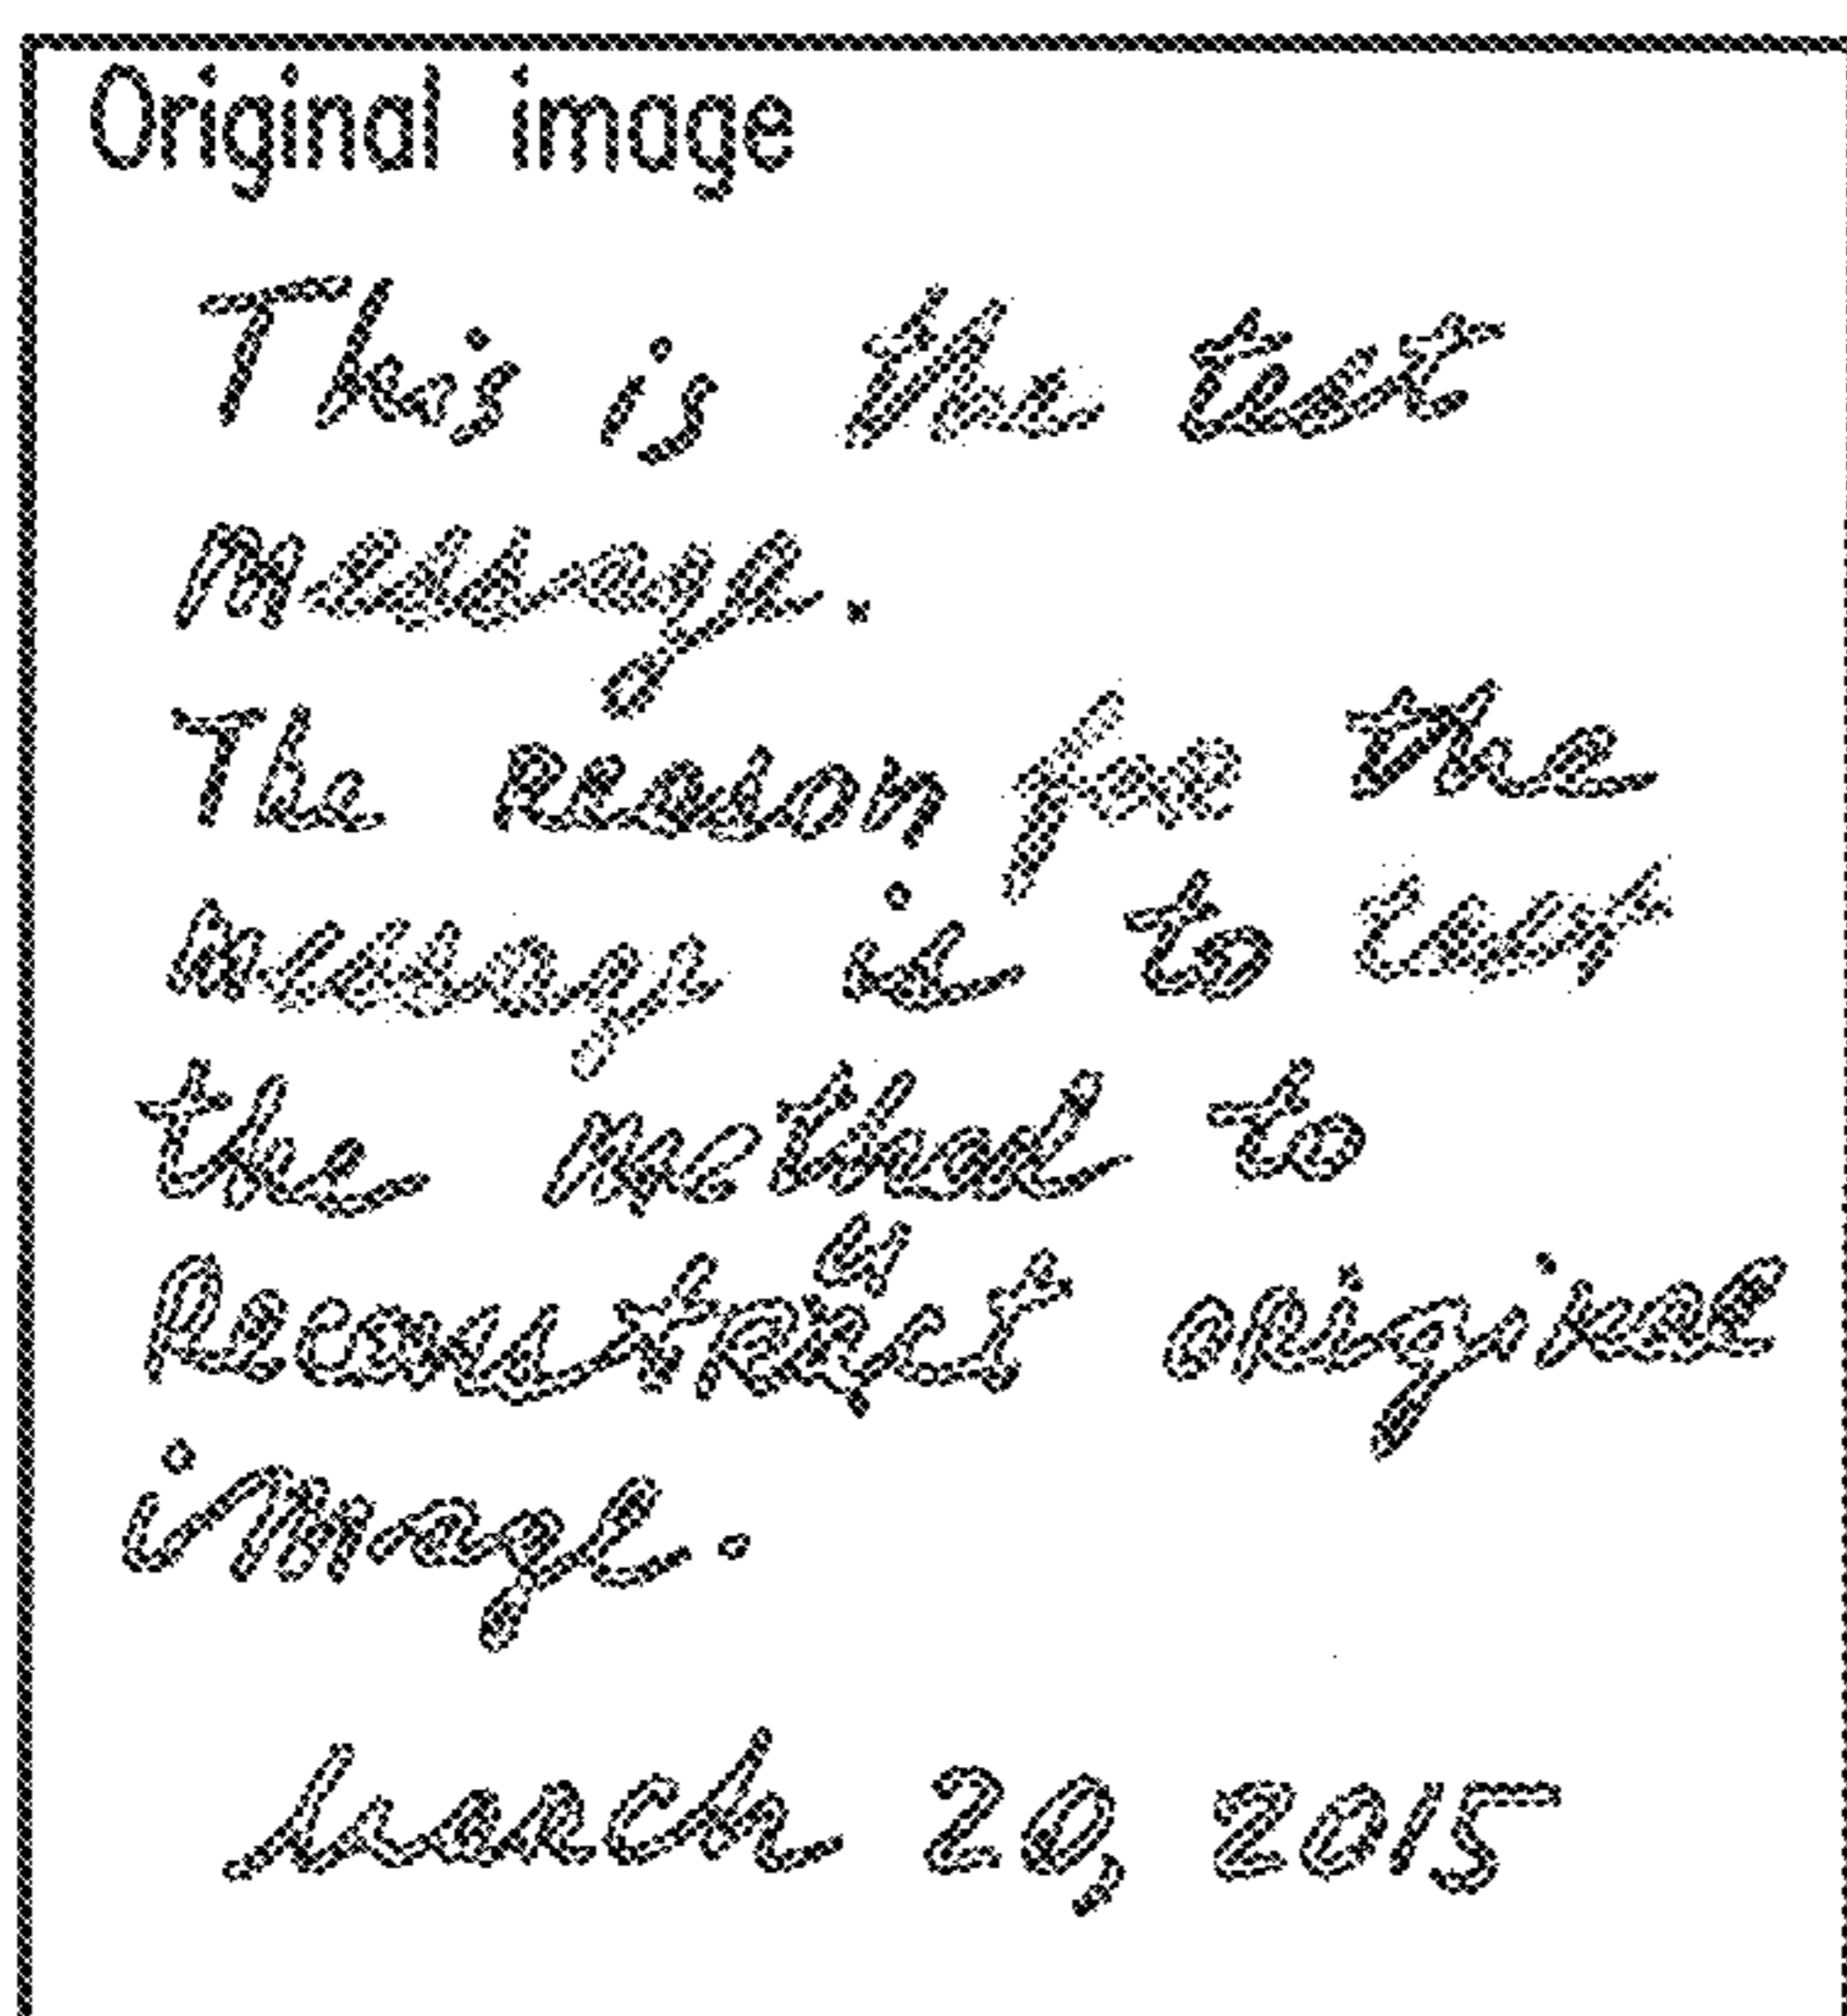 Original image
This is the test
message.
The reason for the
message is to test
the method to
reconstruct original
image.
March 20, 2015